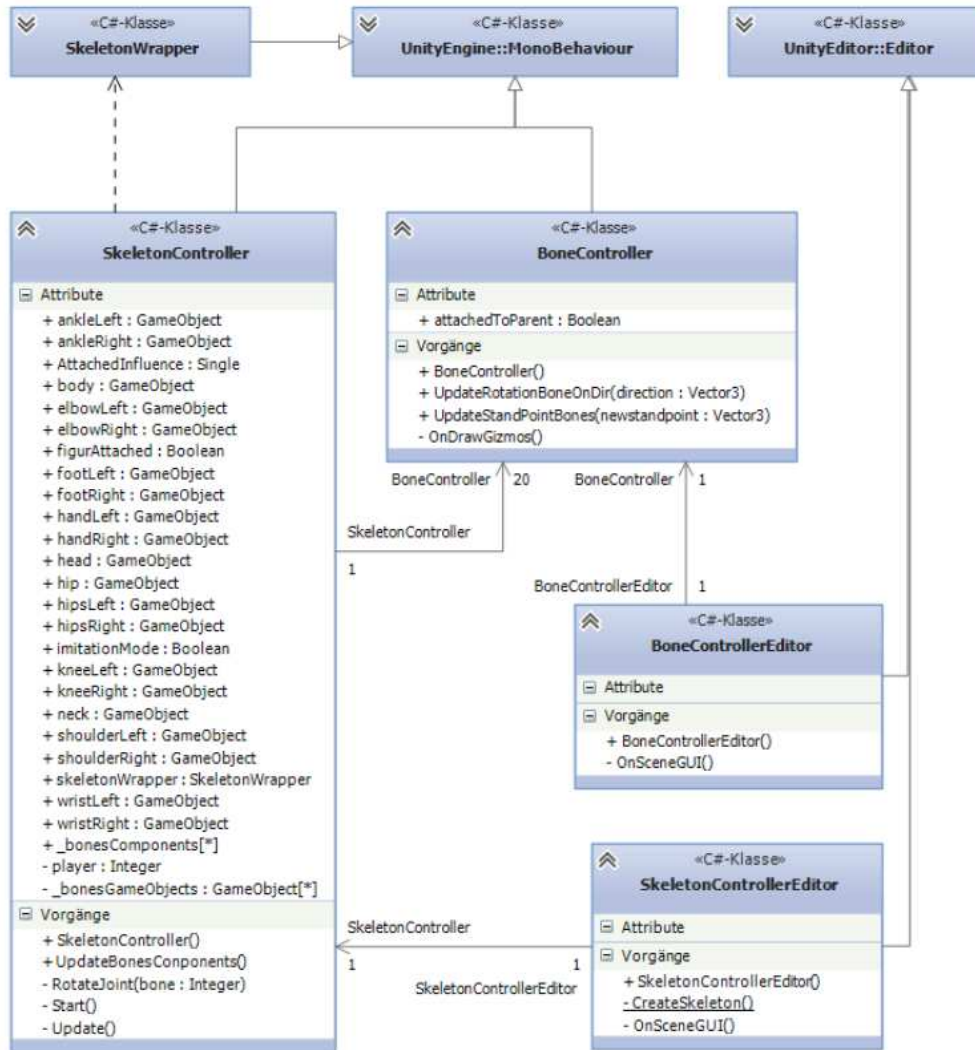 «C#-Klasse»
SkeletonWrapper
«C#-Klasse»
UnityEngine::MonoBehaviour
«C#-Klasse»
UnityEditor::Editor
«C#-Klasse»
SkeletonController
Attribute
+ ankleLeft : GameObject
+ ankleRight : GameObject
+ AttachedInfluence : Single
+ body : GameObject
+ elbowLeft : GameObject
+ elbowRight : GameObject
+ figurAttached : Boolean
+ footLeft : GameObject
+ footRight : GameObject
+ handLeft : GameObject
+ handRight : GameObject
+ head : GameObject
+ hip : GameObject
+ hipsLeft : GameObject
+ hipsRight : GameObject
+ imitationMode : Boolean
+ kneeLeft : GameObject
+ kneeRight : GameObject
+ neck : GameObject
+ shoulderLeft : GameObject
+ shoulderRight : GameObject
+ skeletonWrapper : SkeletonWrapper
+ wristLeft : GameObject
+ wristRight : GameObject
+ _bonesComponents[*]
- player : Integer
- _bonesGameObjects : GameObject[*]
Vorgänge
+ SkeletonController()
+ UpdateBonesConponents()
- RotateJoint(bone : Integer)
- Start()
- Update()
«C#-Klasse»
BoneController
Attribute
+ attachedToParent : Boolean
Vorgänge
+ BoneController()
+ UpdateRotationBoneOnDir(direction : Vector3)
+ UpdateStandPointBones(newstandpoint : Vector3)
- OnDrawGizmos()
BoneController 20
BoneController 1
SkeletonController
1
BoneControllerEditor 1
«C#-Klasse»
BoneControllerEditor
Attribute
Vorgänge
+ BoneControllerEditor()
- OnSceneGUI()
SkeletonController
1
1
SkeletonControllerEditor
«C#-Klasse»
SkeletonControllerEditor
Attribute
Vorgänge
+ SkeletonControllerEditor()
- CreateSkeleton()
- OnSceneGUI()